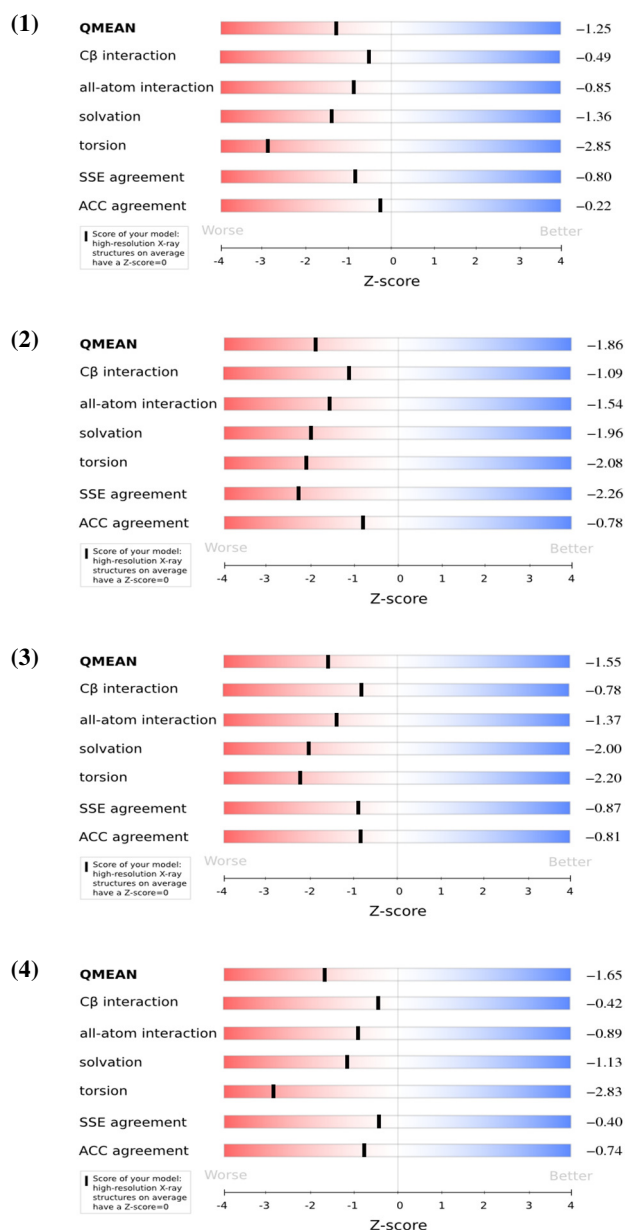 (1)
QMEAN −1.25
Cβ interaction −0.49
all-atom interaction −0.85
solvation −1.36
torsion −2.85
SSE agreement −0.80
ACC agreement −0.22
Worse Better
Score of your model:
high-resolution X-ray
structures on average
have a Z-score=0
-4 -3 -2 -1 0 1 2 3 4
Z-score
(2)
QMEAN −1.86
Cβ interaction −1.09
all-atom interaction −1.54
solvation −1.96
torsion −2.08
SSE agreement −2.26
ACC agreement −0.78
Worse Better
Score of your model:
high-resolution X-ray
structures on average
have a Z-score=0
-4 -3 -2 -1 0 1 2 3 4
Z-score
(3)
QMEAN −1.55
Cβ interaction −0.78
all-atom interaction −1.37
solvation −2.00
torsion −2.20
SSE agreement −0.87
ACC agreement −0.81
Worse Better
Score of your model:
high-resolution X-ray
structures on average
have a Z-score=0
-4 -3 -2 -1 0 1 2 3 4
Z-score
(4)
QMEAN −1.65
Cβ interaction −0.42
all-atom interaction −0.89
solvation −1.13
torsion −2.83
SSE agreement −0.40
ACC agreement −0.74
Worse Better
Score of your model:
high-resolution X-ray
structures on average
have a Z-score=0
-4 -3 -2 -1 0 1 2 3 4
Z-score